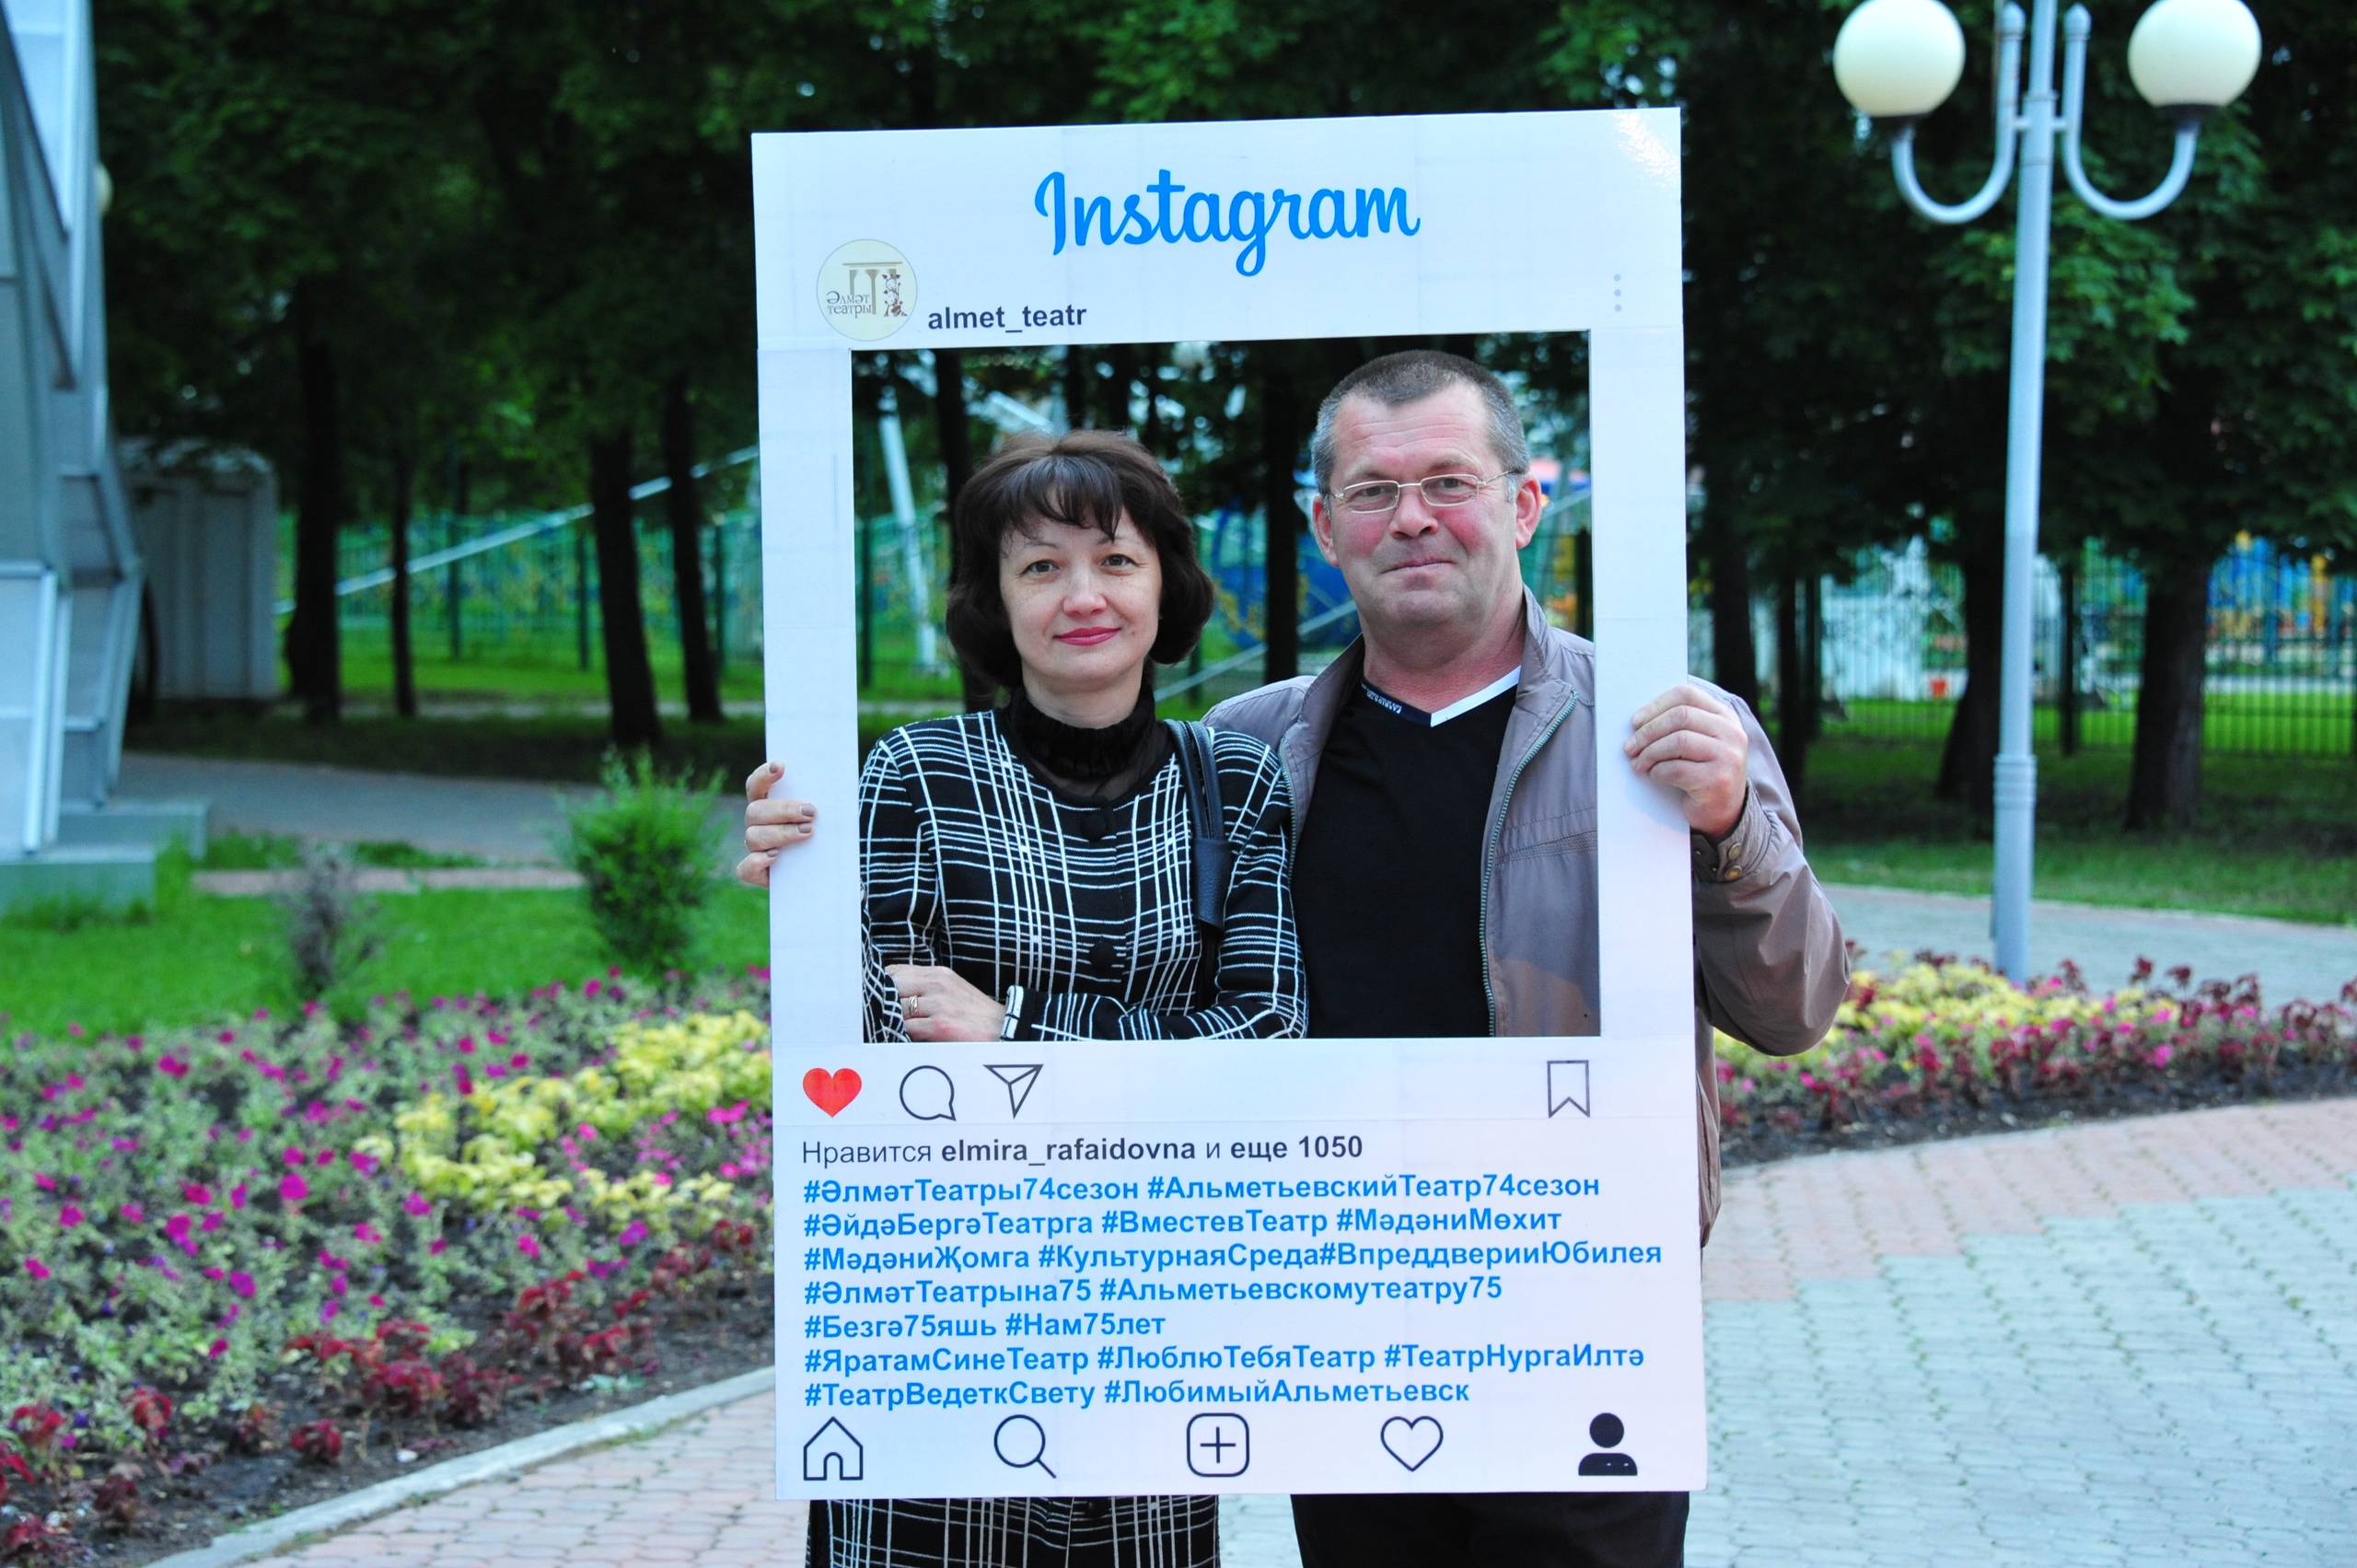 Instagram
Әлмәт
театры
almet_teatr
Нравится elmira_rafaidovna и еще 1050
#ӘлмәтТеатры74сезон #АльметьевскийТеатр74сезон
#ӘйдәБергәТеатрга #ВместевТеатр #МәдәниМөхит
#МәдәниҖомга #КультурнаяСреда#ВпреддверииЮбилея
#ӘлмәтТеатрына75 #Альметьевскомутеатру75
#Безгә75яшь #Нам75лет
#ЯратамСинеТеатр #ЛюблюТебяТеатр #ТеатрНургаИлтә
#ТеатрВедеткСвету #ЛюбимыйАльметьевск